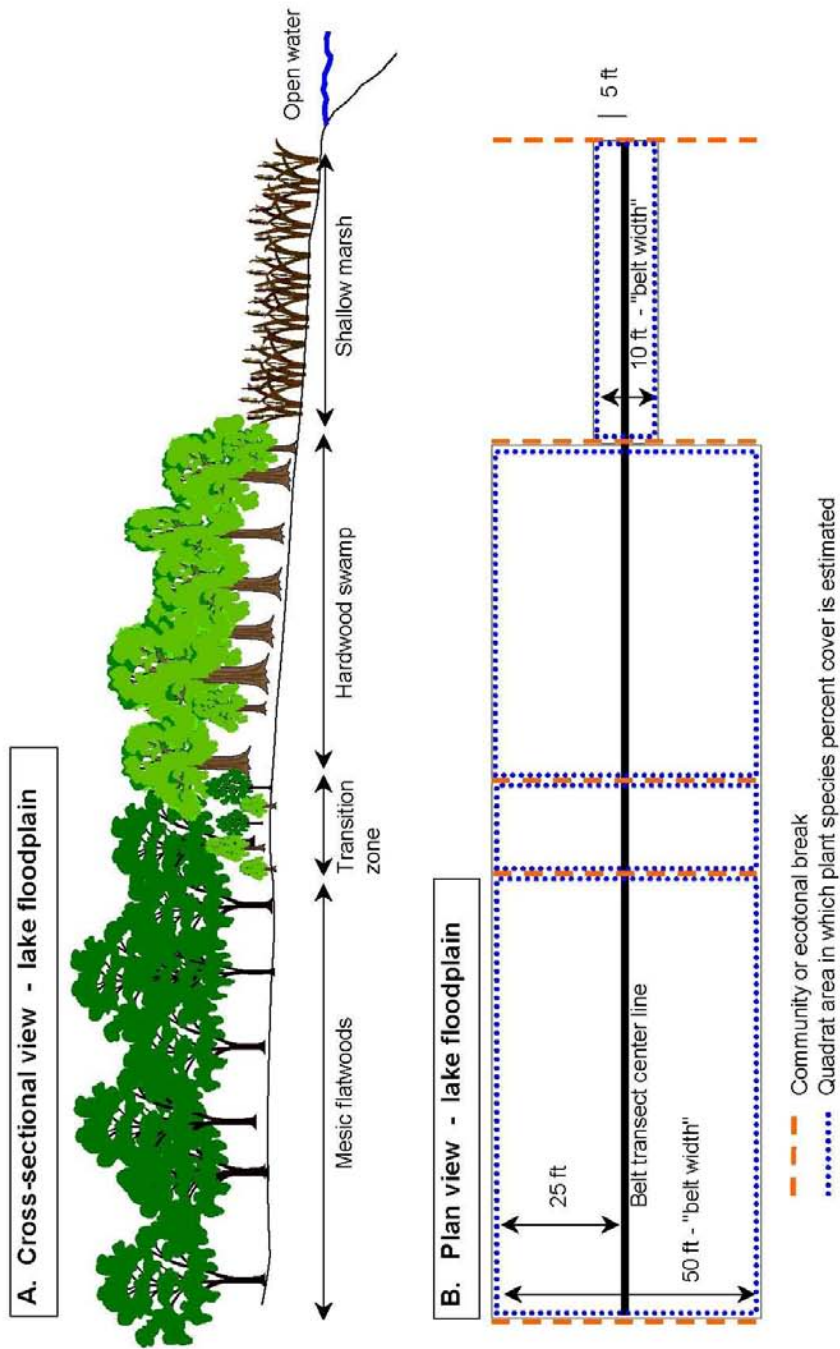 A. Cross-sectional view - lake floodplain
Open water
Mesic flatwoods
Transition
zone
Hardwood swamp
Shallow marsh
B. Plan view - lake floodplain
25 ft
Belt transect center line
50 ft - "belt width"
10 ft - "belt width"
5 ft
Community or ecotonal break
Quadrat area in which plant species percent cover is estimated